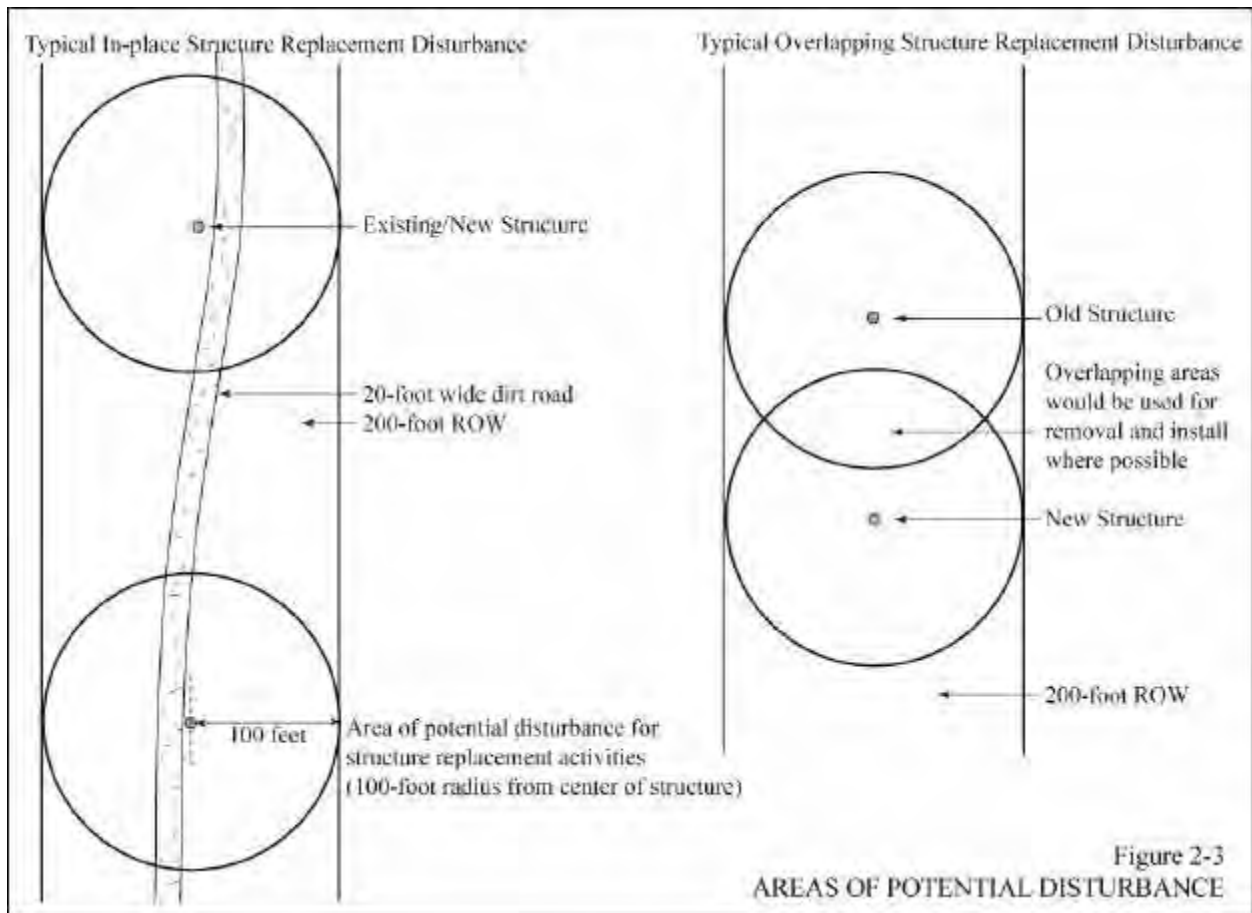 Typical In-place Structure Replacement Disturbance
Existing/New Structure
20-foot wide dirt road
200-foot ROW
100 feet
Area of potential disturbance for
structure replacement activities
(100-foot radius from center of structure)
Typical Overlapping Structure Replacement Disturbance
Old Structure
Overlapping areas
would be used for
removal and install
where possible
New Structure
200-foot ROW
Figure 2-3
AREAS OF POTENTIAL DISTURBANCE